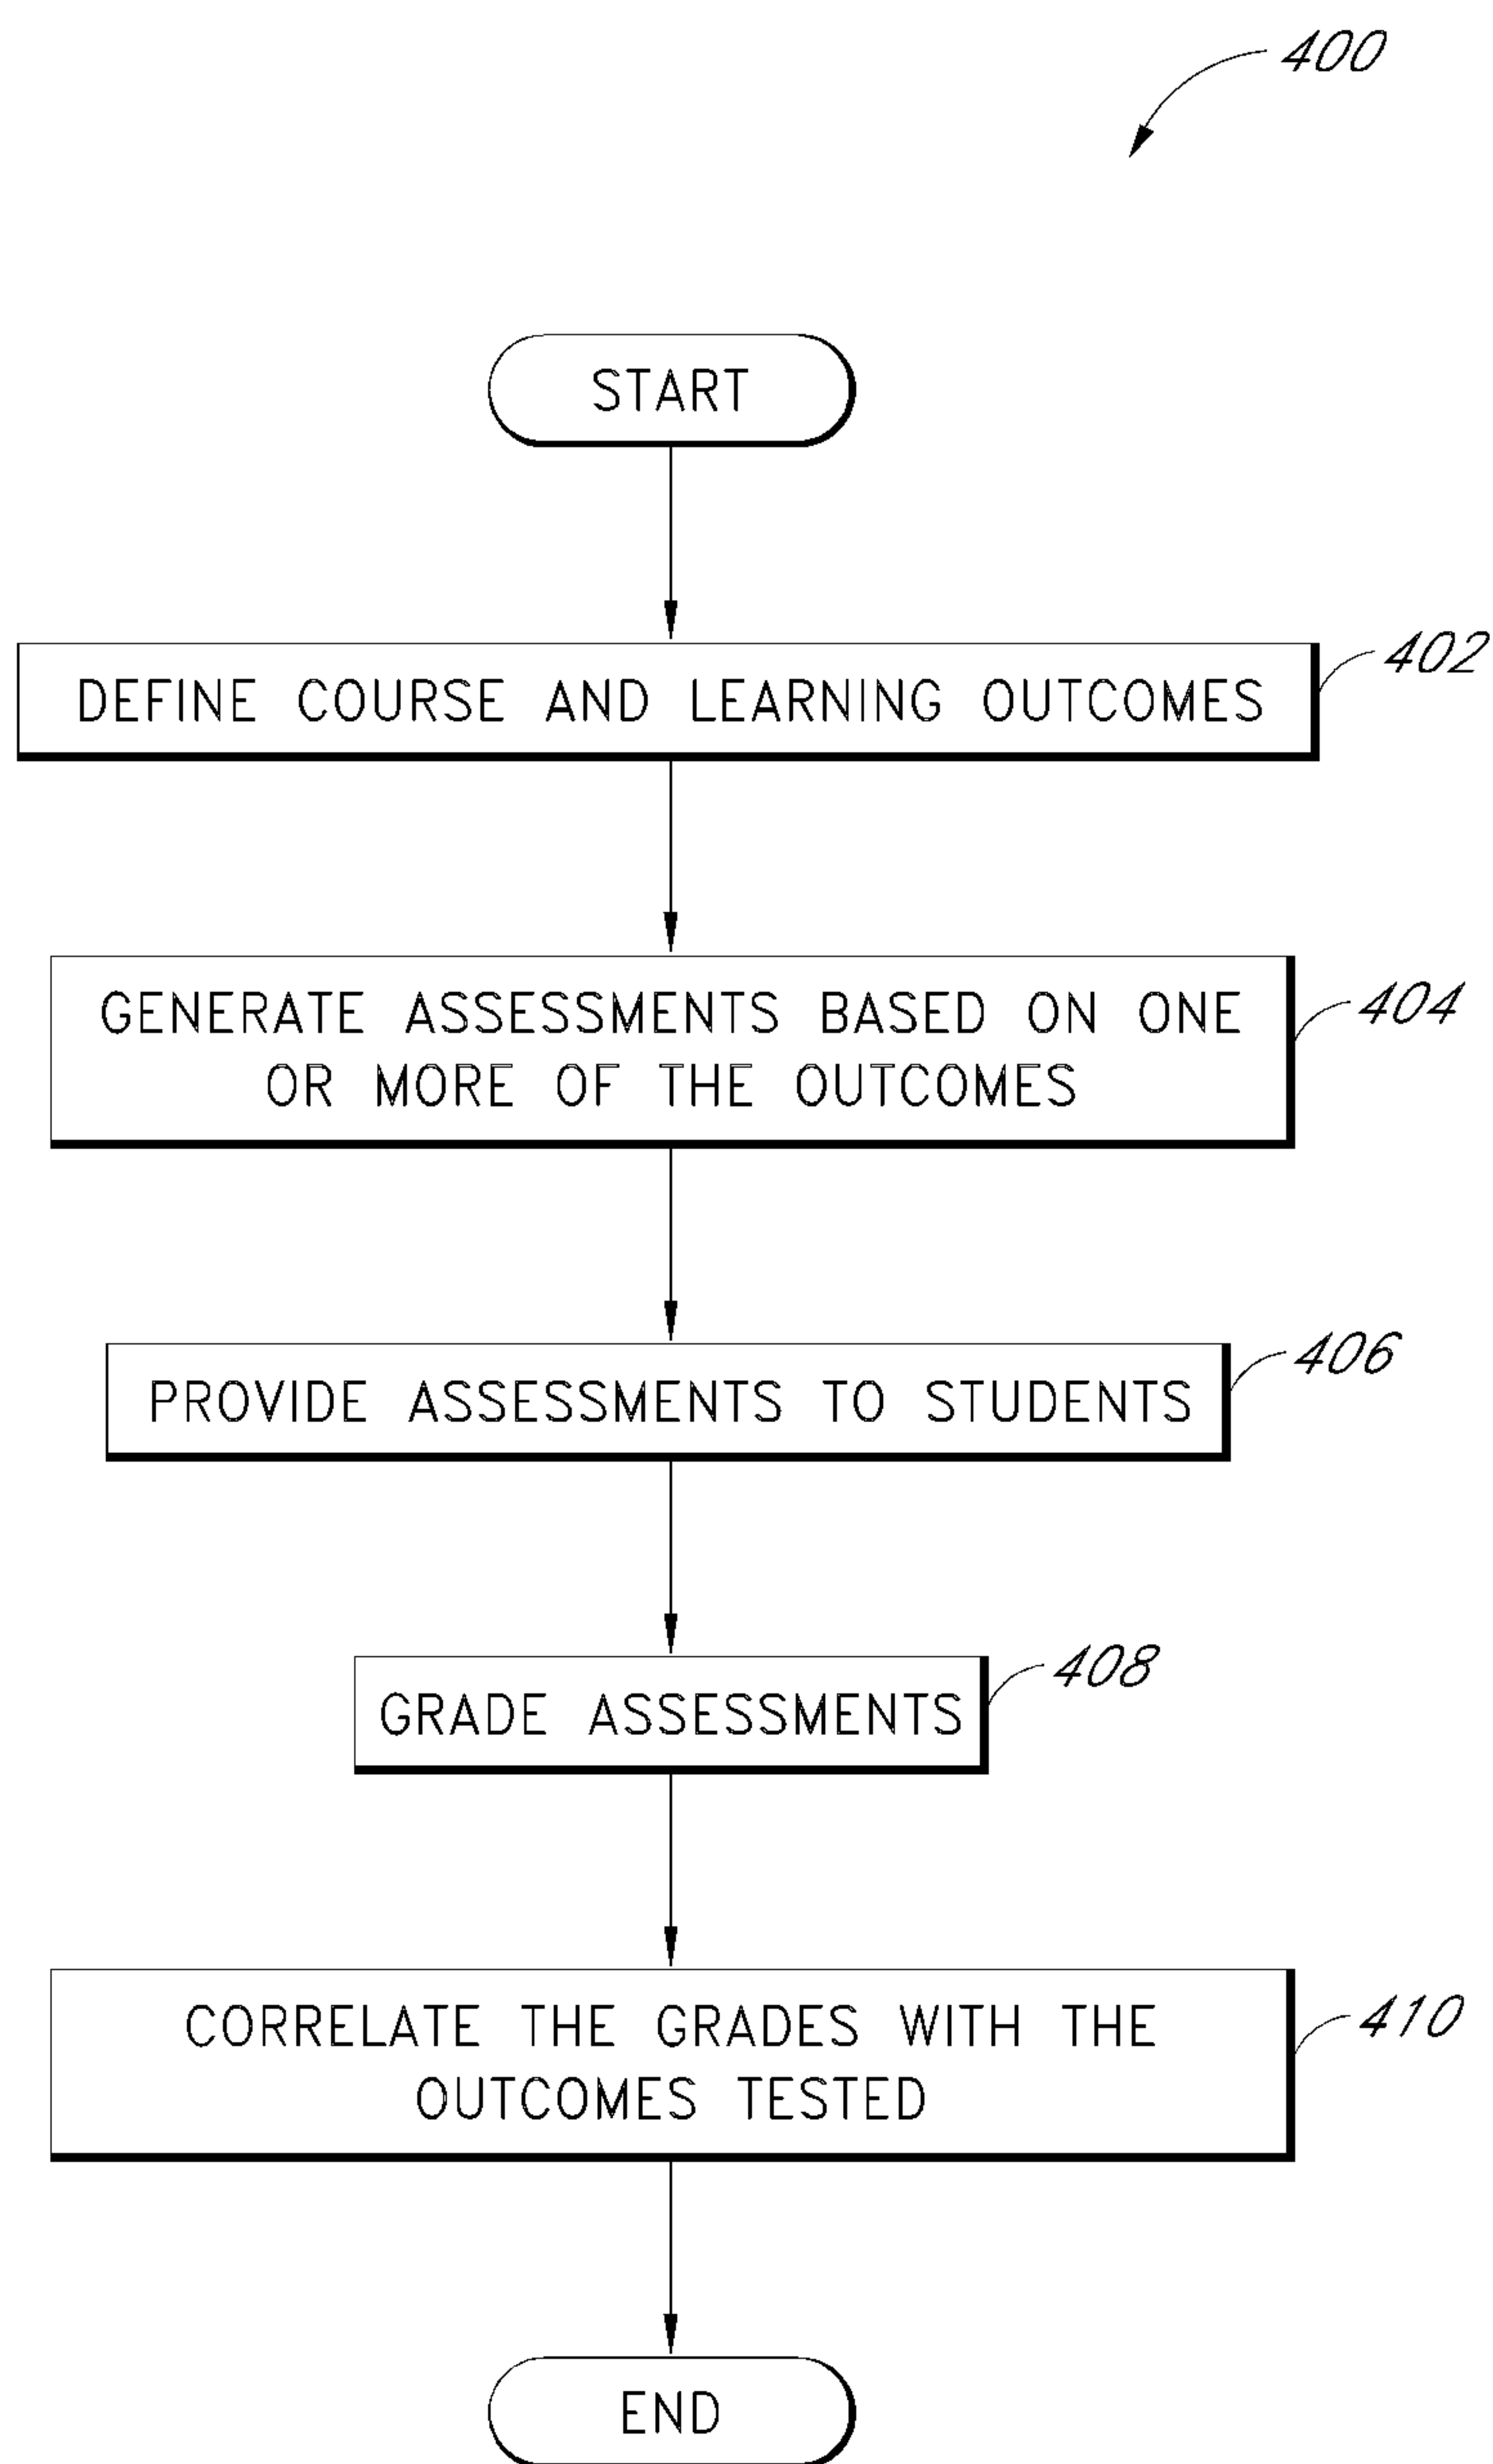 400
START
DEFINE COURSE AND LEARNING OUTCOMES
402
GENERATE ASSESSMENTS BASED ON ONE
OR MORE OF THE OUTCOMES
404
PROVIDE ASSESSMENTS TO STUDENTS
406
GRADE ASSESSMENTS
408
CORRELATE THE GRADES WITH THE
OUTCOMES TESTED
410
END